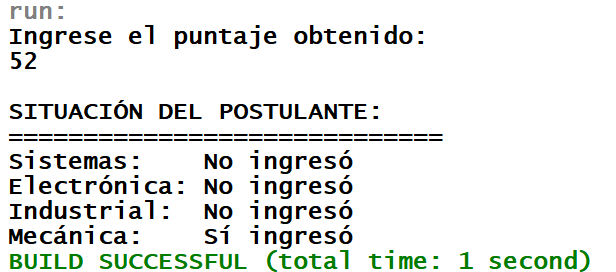 run:
Ingrese el puntaje obtenido:
52
SITUACIÓN DEL POSTULANTE:
=============================
Sistemas:    No ingresó
Electrónica: No ingresó
Industrial:  No ingresó
Mecánica:    Sí ingresó
BUILD SUCCESSFUL (total time: 1 second)